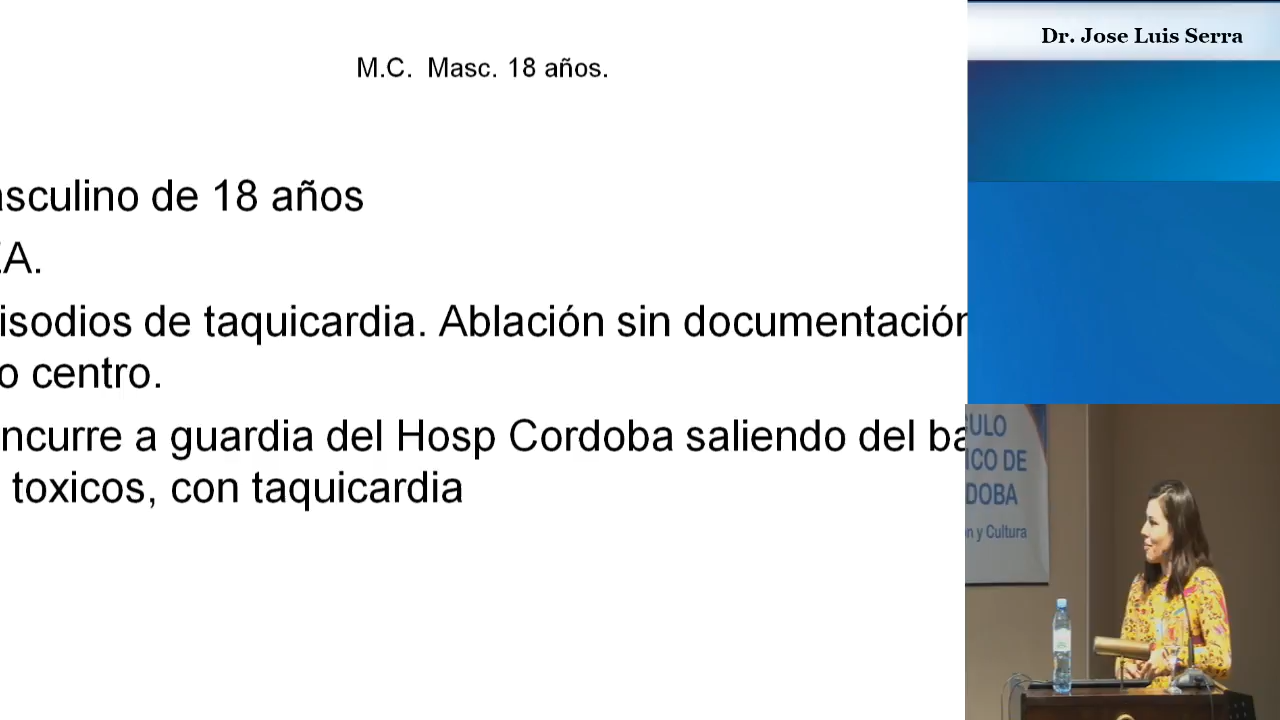 Dr. Jose Luis Serra
M.C. Masc. 18 años.
asculino de 18 años
A.
isodios de taquicardia. Ablación sin documentación
o centro.
ncurre a guardia del Hosp Cordoba saliendo del ba
toxicos, con taquicardia
CULO
ICO DE
DOBA
n y Cultura